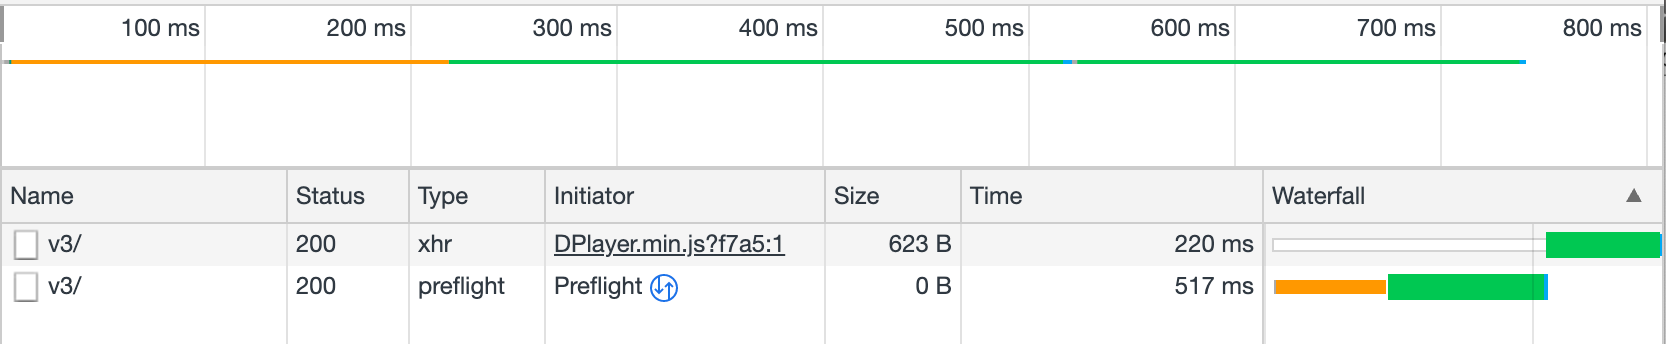 100 ms 200 ms 300 ms 400 ms 500 ms 600 ms 700 ms 800 ms
Name Status Type Initiator Size Time Waterfall ▲
v3/ 200 xhr DPlayer.min.js?f7a5:1 623 B 220 ms
v3/ 200 preflight Preflight 0 B 517 ms